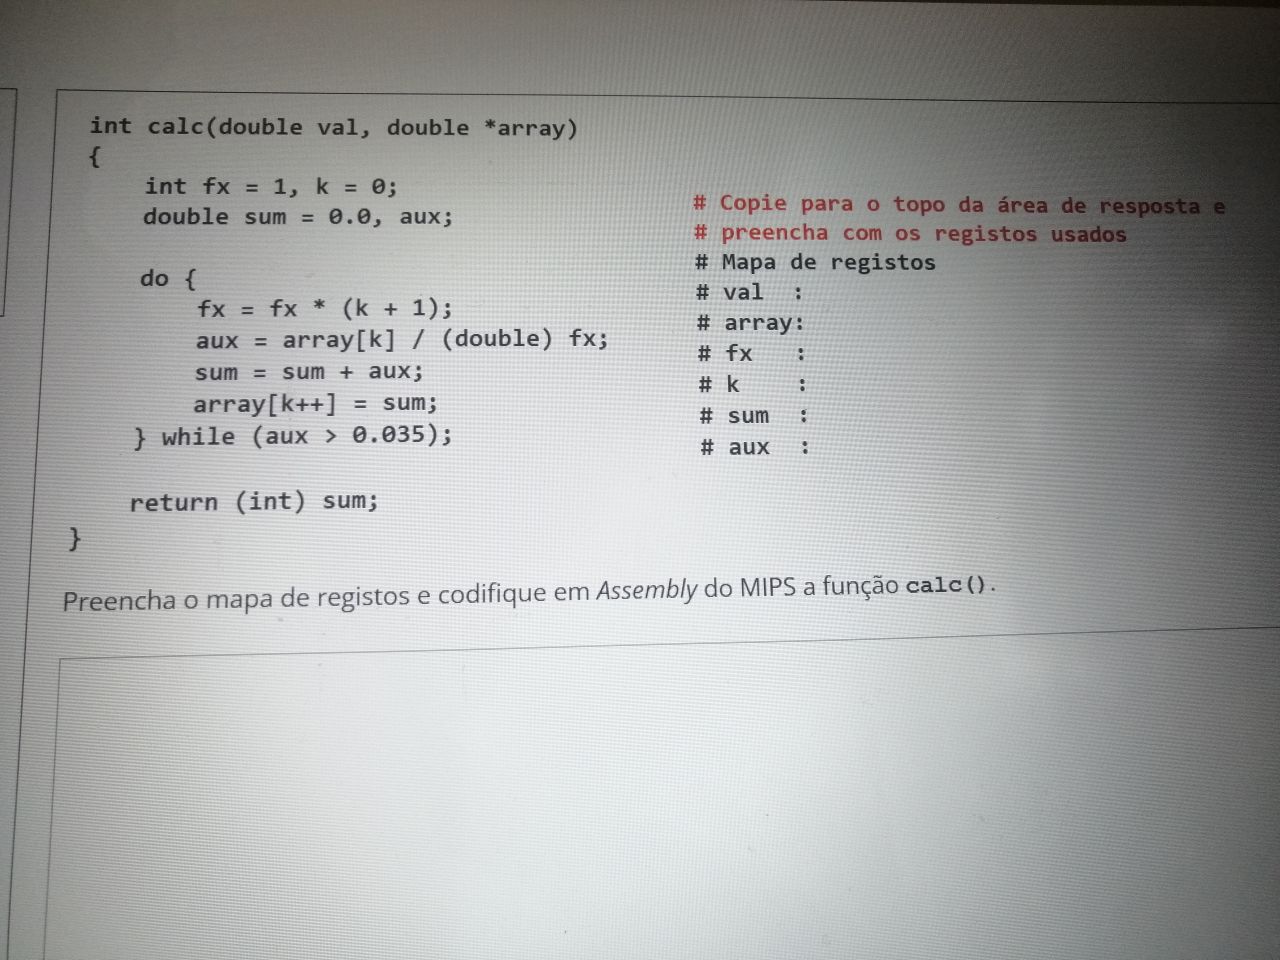 int calc(double val, double *array)
{
    int fx = 1, k = 0;
    double sum = 0.0, aux;
    do {
        fx = fx * (k + 1);
        aux = array[k] / (double) fx;
        sum = sum + aux;
        array[k++] = sum;
    } while (aux > 0.035);
    return (int) sum;
}
# Copie para o topo da área de resposta e
# preencha com os registos usados
# Mapa de registos
# val  :
# array:
# fx   :
# k    :
# sum  :
# aux  :
Preencha o mapa de registos e codifique em Assembly do MIPS a função calc().